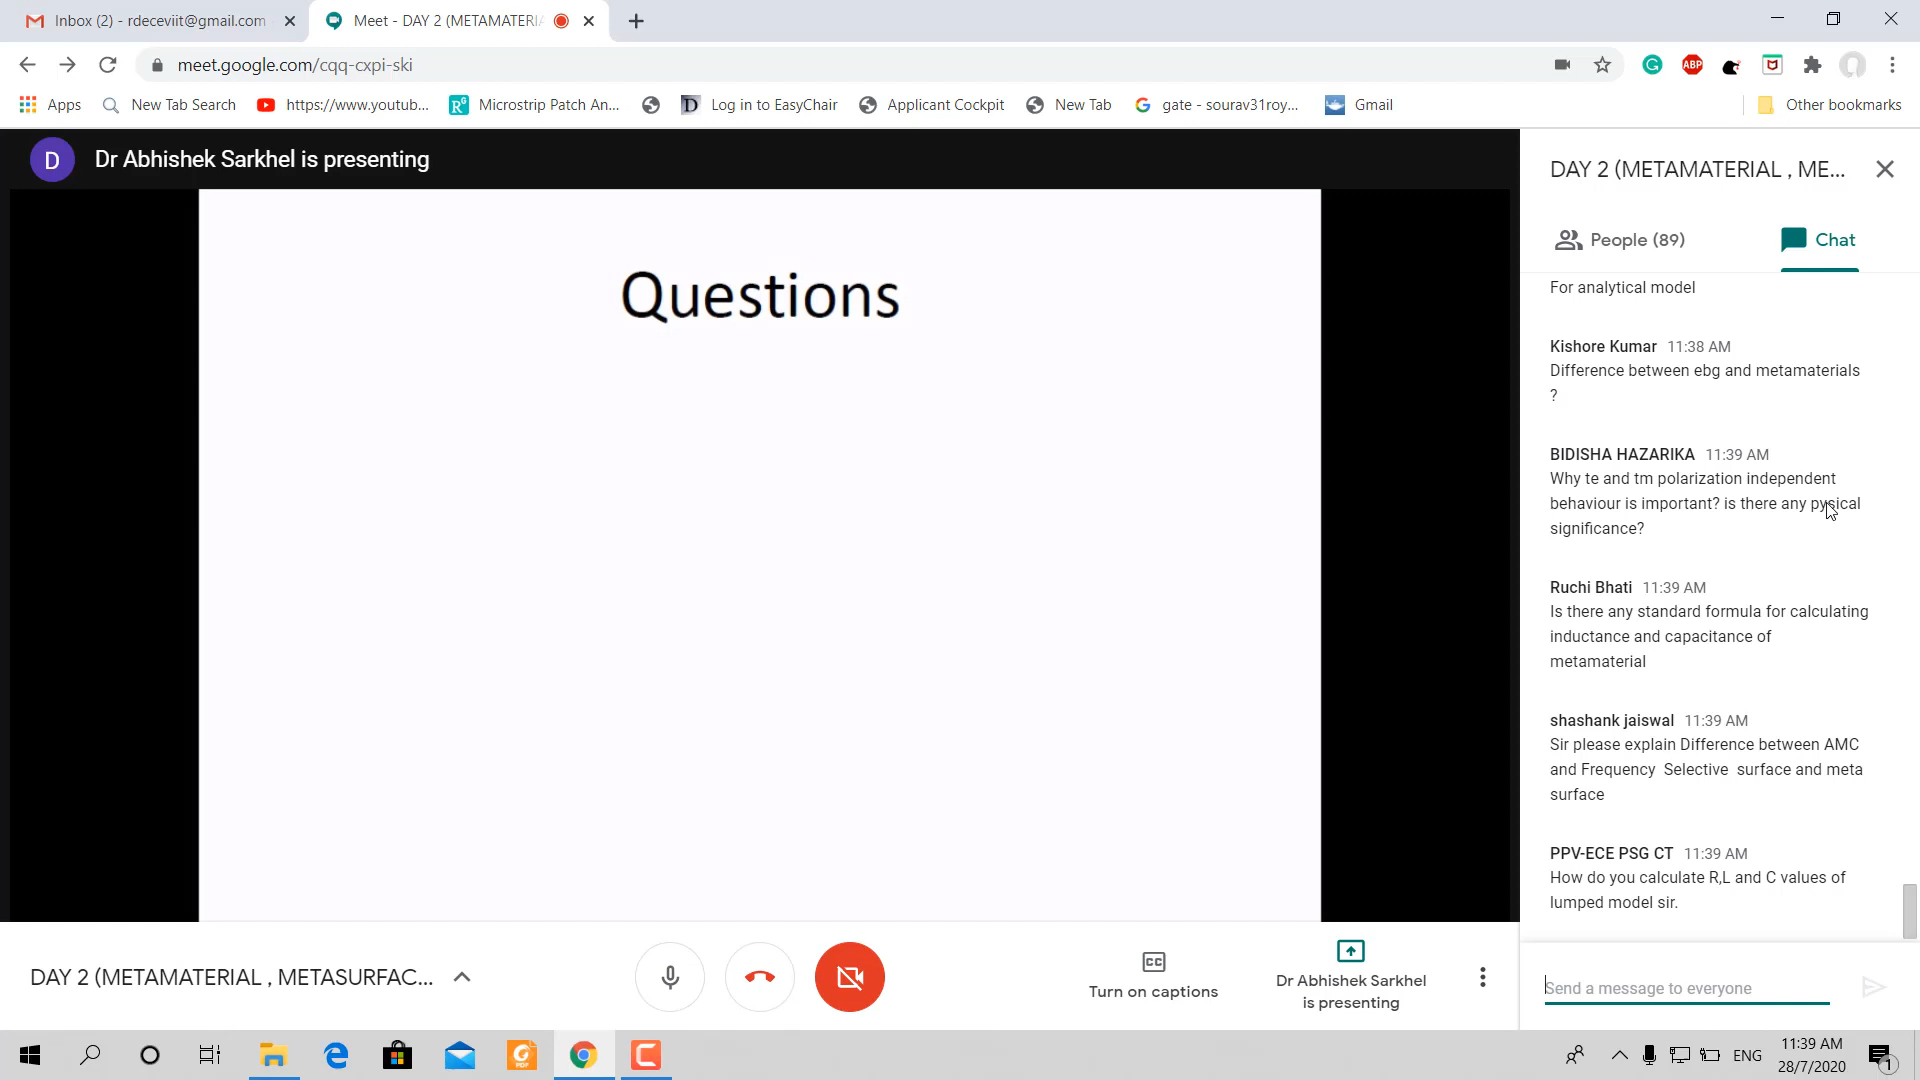 Inbox (2) - rdeceviit@gmail.com
Meet - DAY 2 (METAMATERI
meet.google.com/cqq-cxpi-ski
Apps
New Tab Search
https://www.youtub...
Microstrip Patch An...
Log in to EasyChair
Applicant Cockpit
New Tab
gate - sourav31roy...
Gmail
Other bookmarks
D
Dr Abhishek Sarkhel is presenting
Questions
DAY 2 (METAMATERIAL , ME...
People (89)
Chat
For analytical model
Kishore Kumar 11:38 AM
Difference between ebg and metamaterials
?
BIDISHA HAZARIKA 11:39 AM
Why te and tm polarization independent
behaviour is important? is there any pysical
significance?
Ruchi Bhati 11:39 AM
Is there any standard formula for calculating
inductance and capacitance of
metamaterial
shashank jaiswal 11:39 AM
Sir please explain Difference between AMC
and Frequency Selective surface and meta
surface
PPV-ECE PSG CT 11:39 AM
How do you calculate R,L and C values of
lumped model sir.
Send a message to everyone
DAY 2 (METAMATERIAL , METASURFAC...
Turn on captions
Dr Abhishek Sarkhel
is presenting
ENG
11:39 AM
28/7/2020
1